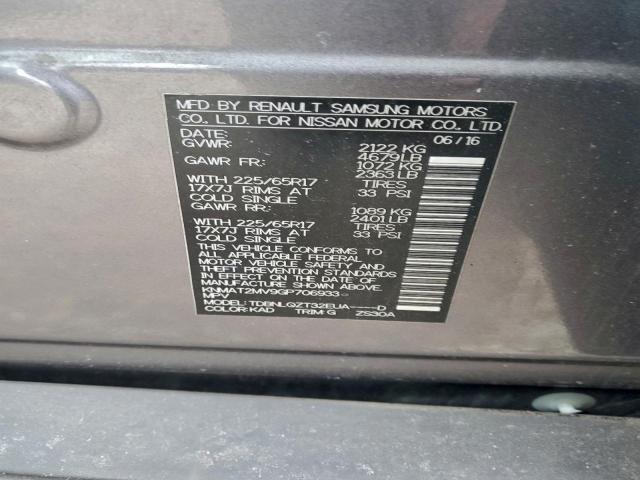 MFD BY RENAULT SAMSUNG MOTORS
CO. LTD. FOR NISSAN MOTOR CO. LTD.
DATE: 06/16
GVWR: 2122 KG
4679LB
GAWR FR: 1072 KG
2363 LB
WITH 225/65R17 TIRES
17X7J RIMS AT 33 PSI
COLD SINGLE
GAWR RR: 1089 KG
2401 LB
WITH 225/65R17 TIRES
17X7J RIMS AT 33 PSI
COLD SINGLE
THIS VEHICLE CONFORMS TO
ALL APPLICABLE FEDERAL
MOTOR VEHICLE SAFETY AND
THEFT PREVENTION STANDARDS
IN EFFECT ON THE DATE OF
MANUFACTURE SHOWN ABOVE.
KNMAT2MV9GP706933
MPV
MODEL: TDBNLQZT32EUA----D
COLOR:KAD TRIM:G ZS30A